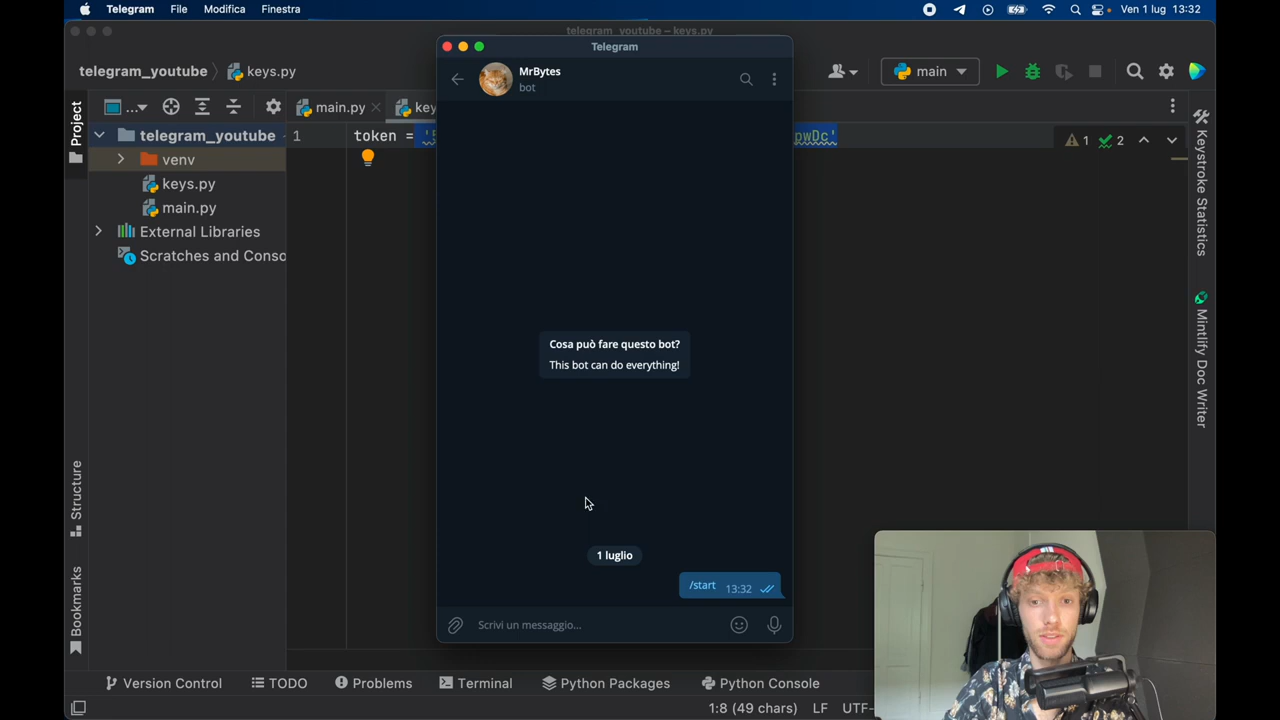 Telegram File Modifica Finestra
Ven 1 lug 13:32
telegram_youtube – keys.py
telegram_youtube
keys.py
main
Project
main.py
telegram_youtube
venv
keys.py
main.py
External Libraries
Scratches and Conso
1
token = '5
pwDc'
1
2
Telegram
MrBytes
bot
Cosa può fare questo bot?
This bot can do everything!
1 luglio
/start 13:32
Scrivi un messaggio...
Keystroke Statistics
Mintlify Doc Writer
Structure
Bookmarks
Version Control
TODO
Problems
Terminal
Python Packages
Python Console
1:8 (49 chars) LF UTF-